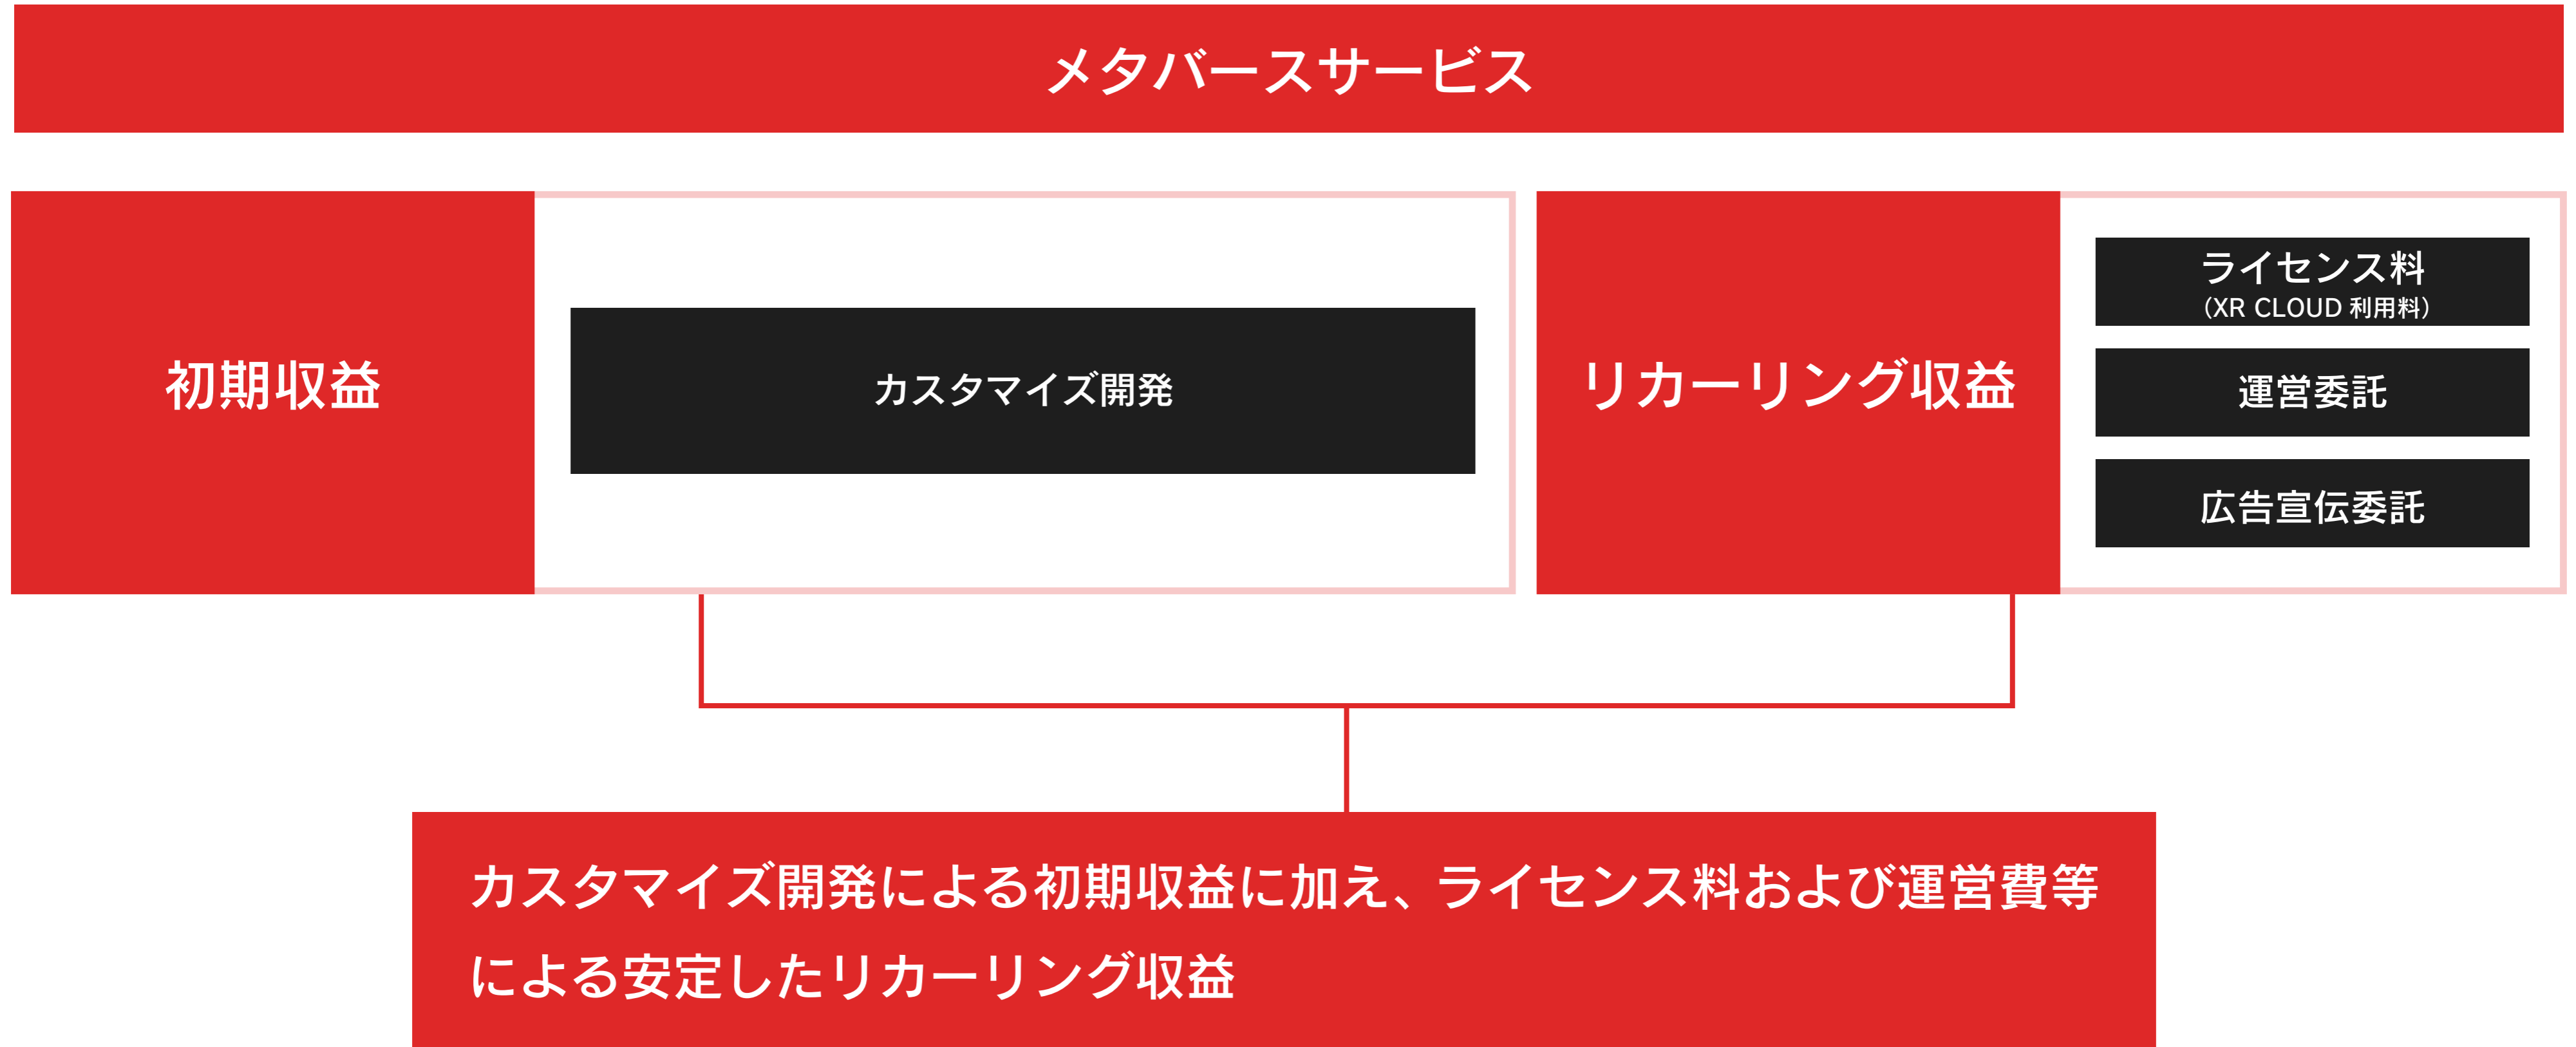 メタバースサービス
初期収益
カスタマイズ開発
リカーリング収益
ライセンス料
（XR CLOUD 利用料）
運営委託
広告宣伝委託
カスタマイズ開発による初期収益に加え、ライセンス料および運営費等
による安定したリカーリング収益